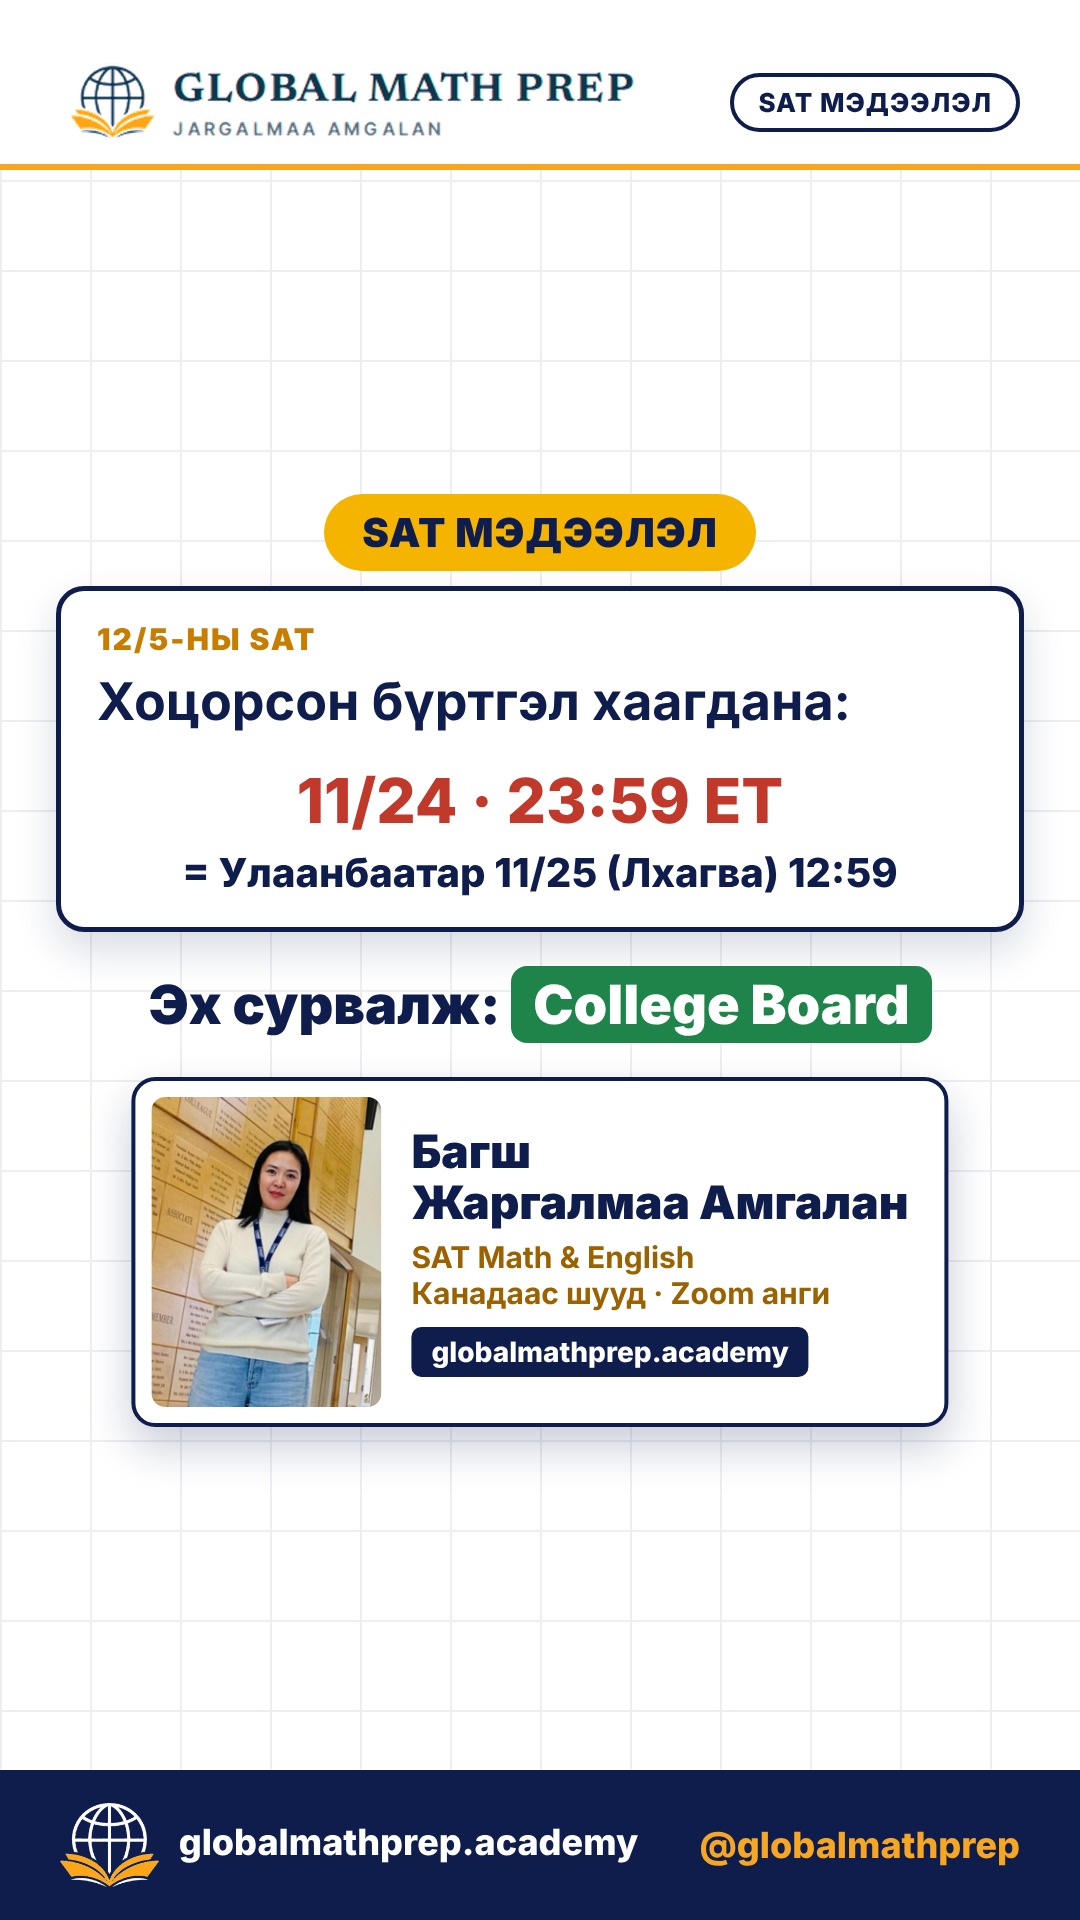 GLOBAL MATH PREP
JARGALMAA AMGALAN
SAT МЭДЭЭЛЭЛ
SAT МЭДЭЭЛЭЛ
12/5-НЫ SAT
Хоцорсон бүртгэл хаагдана:
11/24 · 23:59 ET
= Улаанбаатар 11/25 (Лхагва) 12:59
Эх сурвалж: College Board
Багш
Жаргалмаа Амгалан
SAT Math & English
Канадаас шууд · Zoom анги
globalmathprep.academy
globalmathprep.academy
@globalmathprep